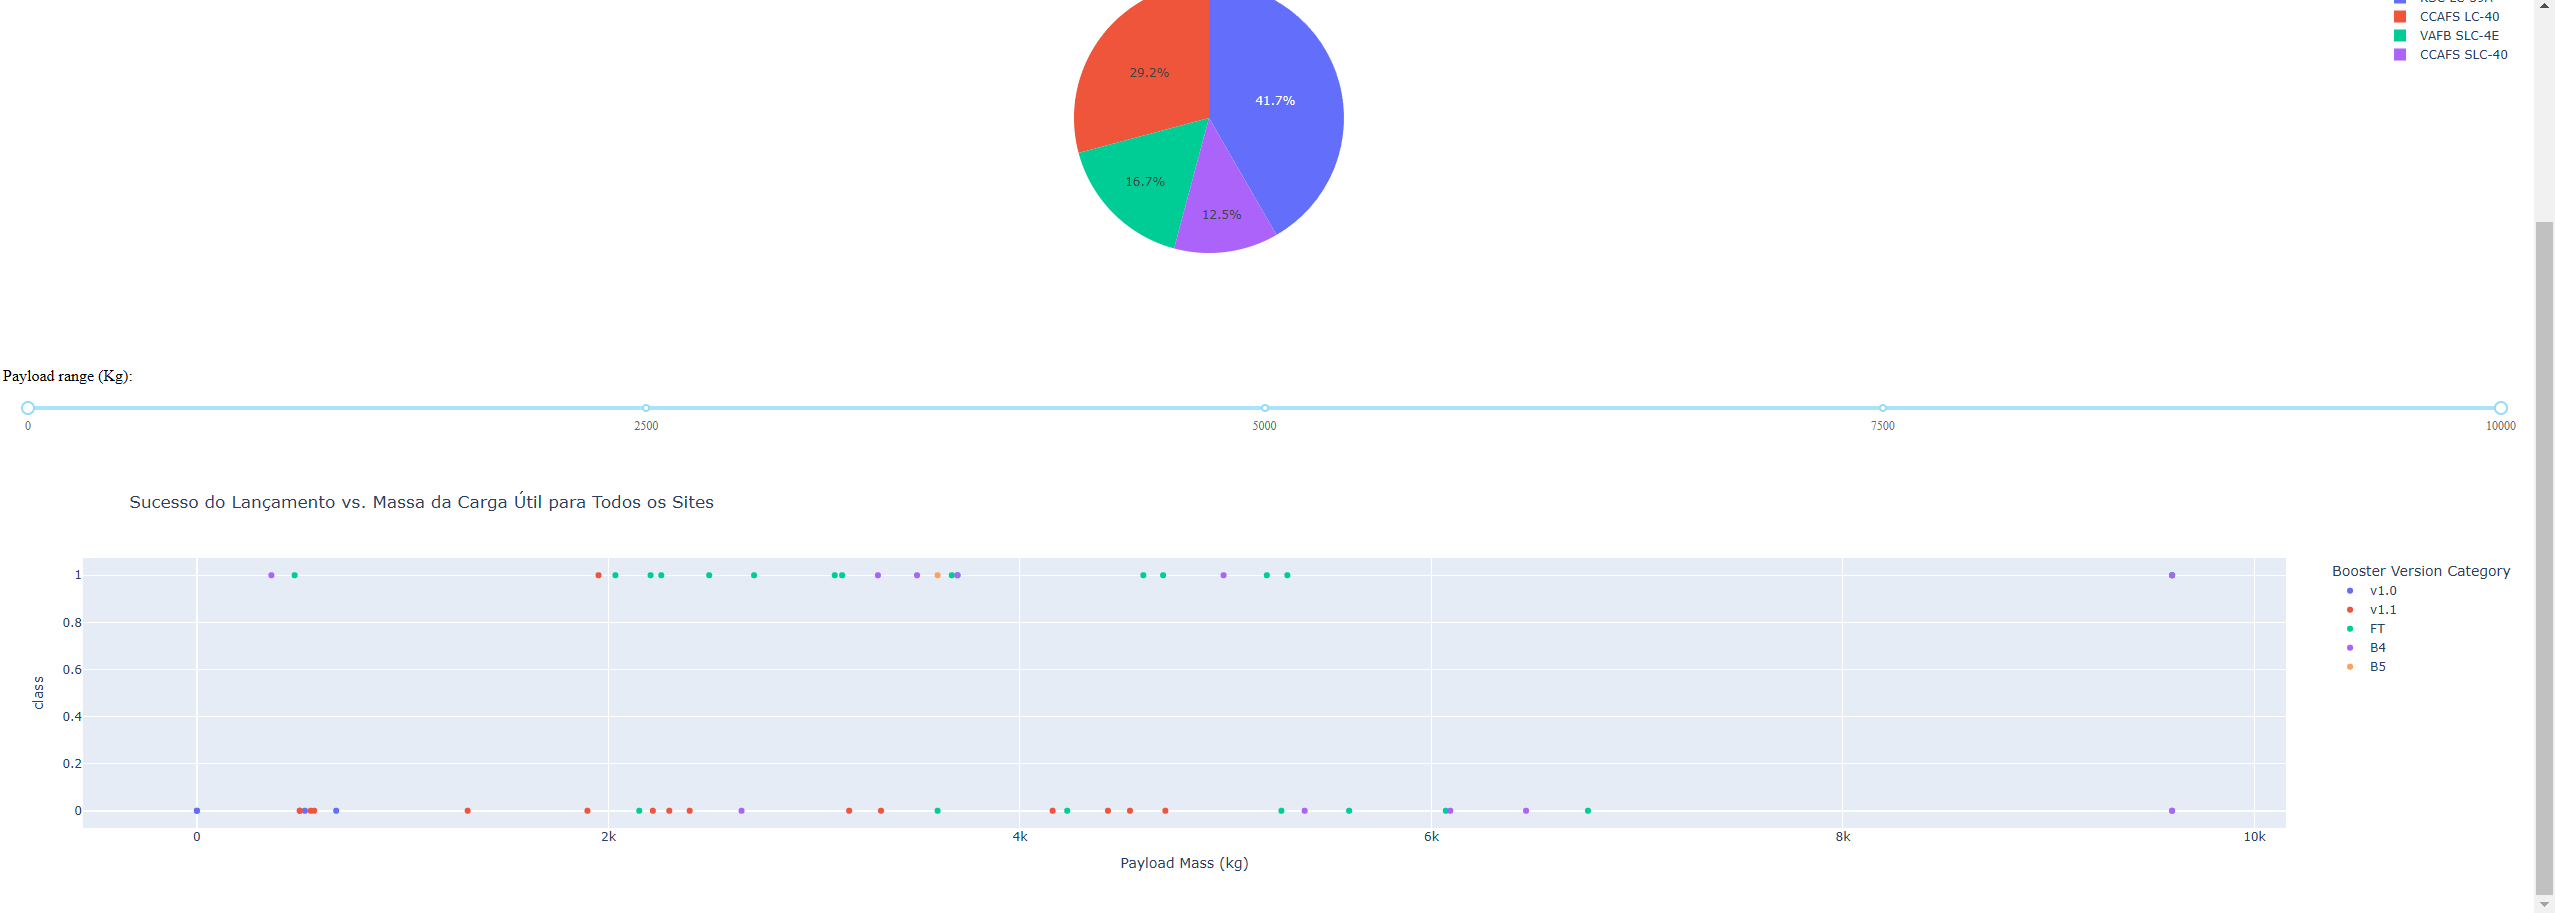 CCAFS LC-40
VAFB SLC-4E
CCAFS SLC-40
29.2%
41.7%
16.7%
12.5%
Payload range (Kg):
0
2500
5000
7500
10000
Sucesso do Lançamento vs. Massa da Carga Útil para Todos os Sites
1
0.8
0.6
0.4
0.2
0
class
0
2k
4k
6k
8k
10k
Payload Mass (kg)
Booster Version Category
v1.0
v1.1
FT
B4
B5